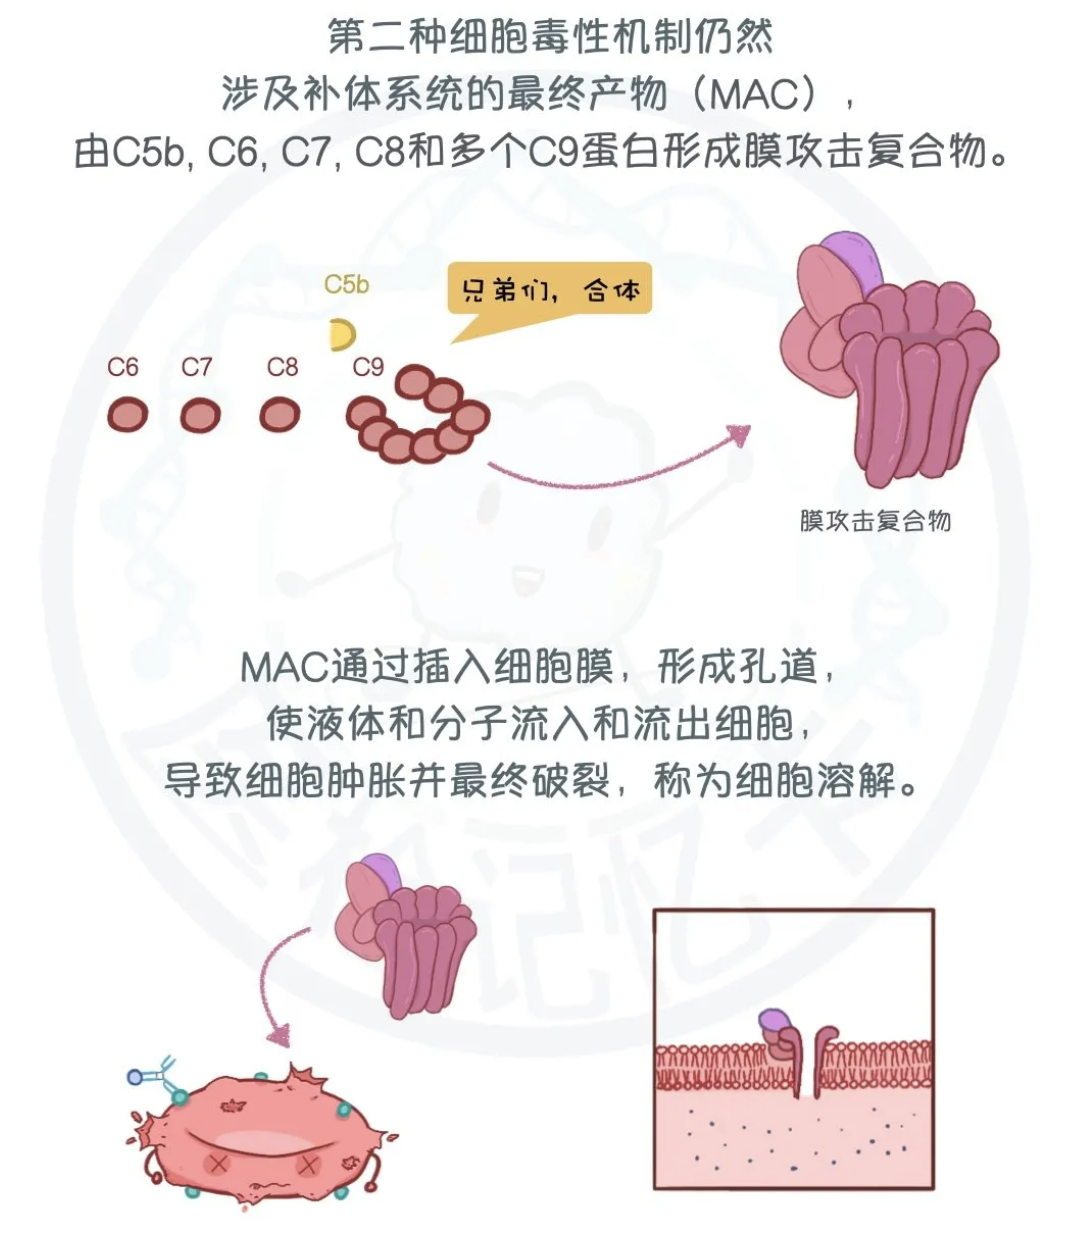 第二种细胞毒性机制仍然
涉及补体系统的最终产物（MAC），
由C5b, C6, C7, C8和多个C9蛋白形成膜攻击复合物。
C5b
兄弟们，合体
C6
C7
C8
C9
膜攻击复合物
MAC通过插入细胞膜，形成孔道，
使液体和分子流入和流出细胞，
导致细胞肿胀并最终破裂，称为细胞溶解。